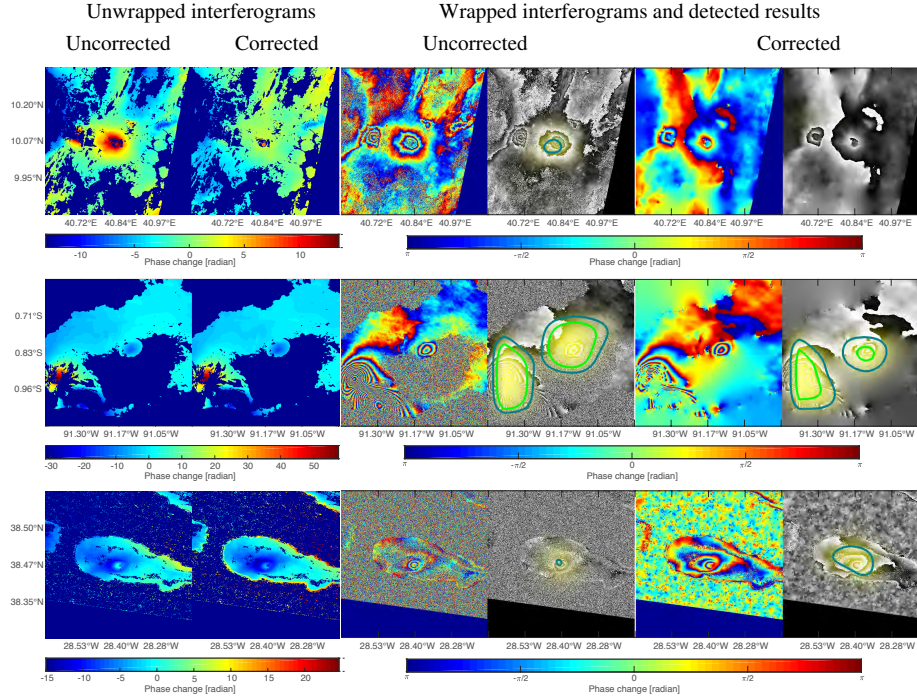 Unwrapped interferograms Wrapped interferograms and detected results
Uncorrected Corrected Uncorrected Corrected
10.20°N
10.07°N
9.95°N
40.72°E 40.84°E 40.97°E 40.72°E 40.84°E 40.97°E 40.72°E 40.84°E 40.97°E 40.72°E 40.84°E 40.97°E 40.72°E 40.84°E 40.97°E 40.72°E 40.84°E 40.97°E
-10 -5 0 5 10 π -π/2 0 π/2 π
Phase change [radian] Phase change [radian]
0.71°S
0.83°S
0.96°S
91.30°W 91.17°W 91.05°W 91.30°W 91.17°W 91.05°W 91.30°W 91.17°W 91.05°W 91.30°W 91.17°W 91.05°W 91.30°W 91.17°W 91.05°W 91.30°W 91.17°W 91.05°W
-30 -20 -10 0 10 20 30 40 50 π -π/2 0 π/2 π
Phase change [radian] Phase change [radian]
38.50°N
38.47°N
38.35°N
28.53°W 28.40°W 28.28°W 28.53°W 28.40°W 28.28°W 28.53°W 28.40°W 28.28°W 28.53°W 28.40°W 28.28°W 28.53°W 28.40°W 28.28°W 28.53°W 28.40°W 28.28°W
-15 -10 -5 0 5 10 15 20 π -π/2 0 π/2 π
Phase change [radian] Phase change [radian]